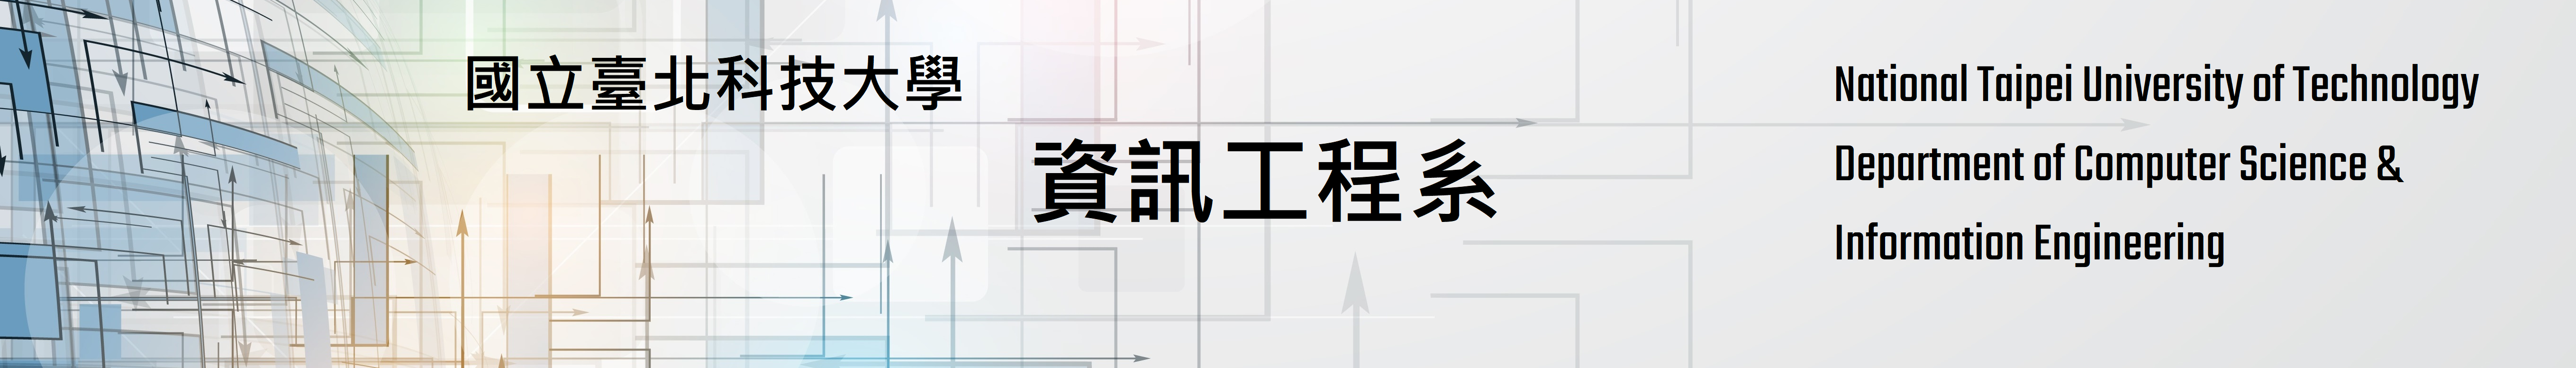 國立臺北科技大學
資訊工程系
National Taipei University of Technology
Department of Computer Science &
Information Engineering